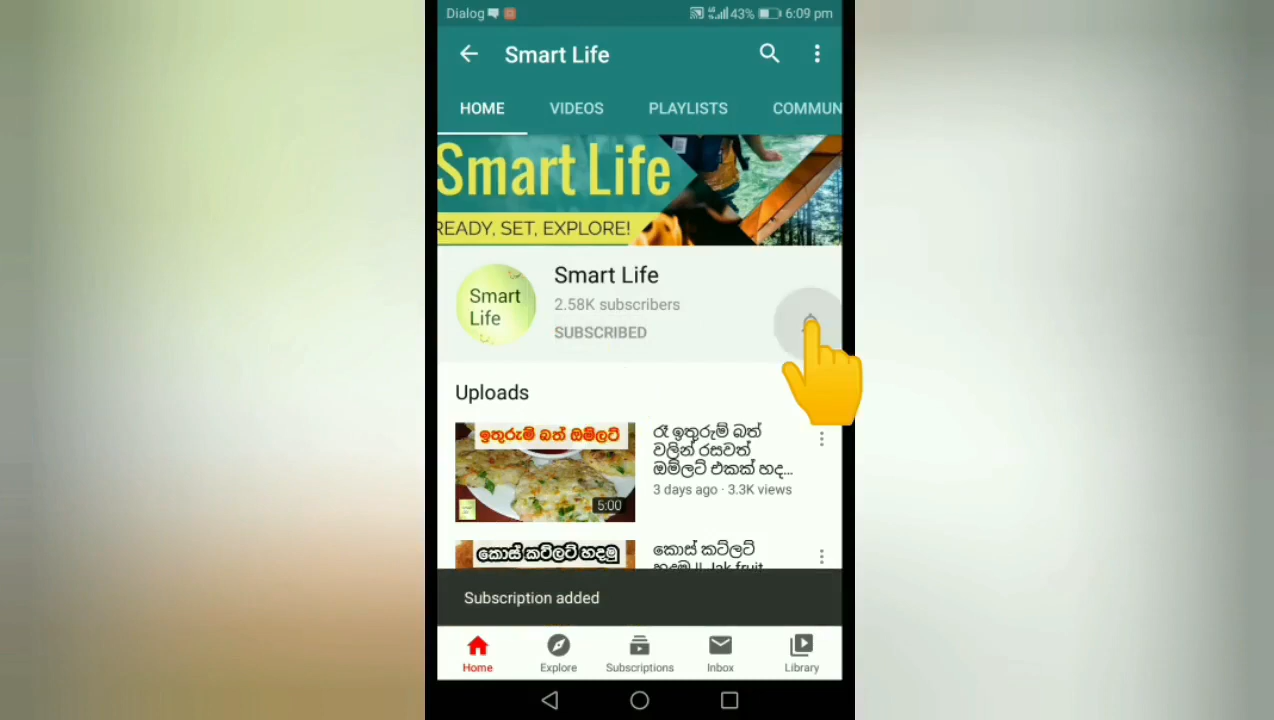 Dialog
43%
6:09 pm
Smart Life
HOME VIDEOS PLAYLISTS COMMUN
Smart Life
READY, SET, EXPLORE!
Smart
Life
Smart Life
2.58K subscribers
SUBSCRIBED
Uploads
ඉතුරුම් බත් ඔම්ලට්
5:00
රෑ ඉතුරුම් බත්
වලින් රසවත්
ඔම්ලට් එකක් හද...
3 days ago · 3.3K views
කොස් කට්ලට් හදමු
කොස් කට්ලට්
හදමු || Jak fruit
Subscription added
Home Explore Subscriptions Inbox Library